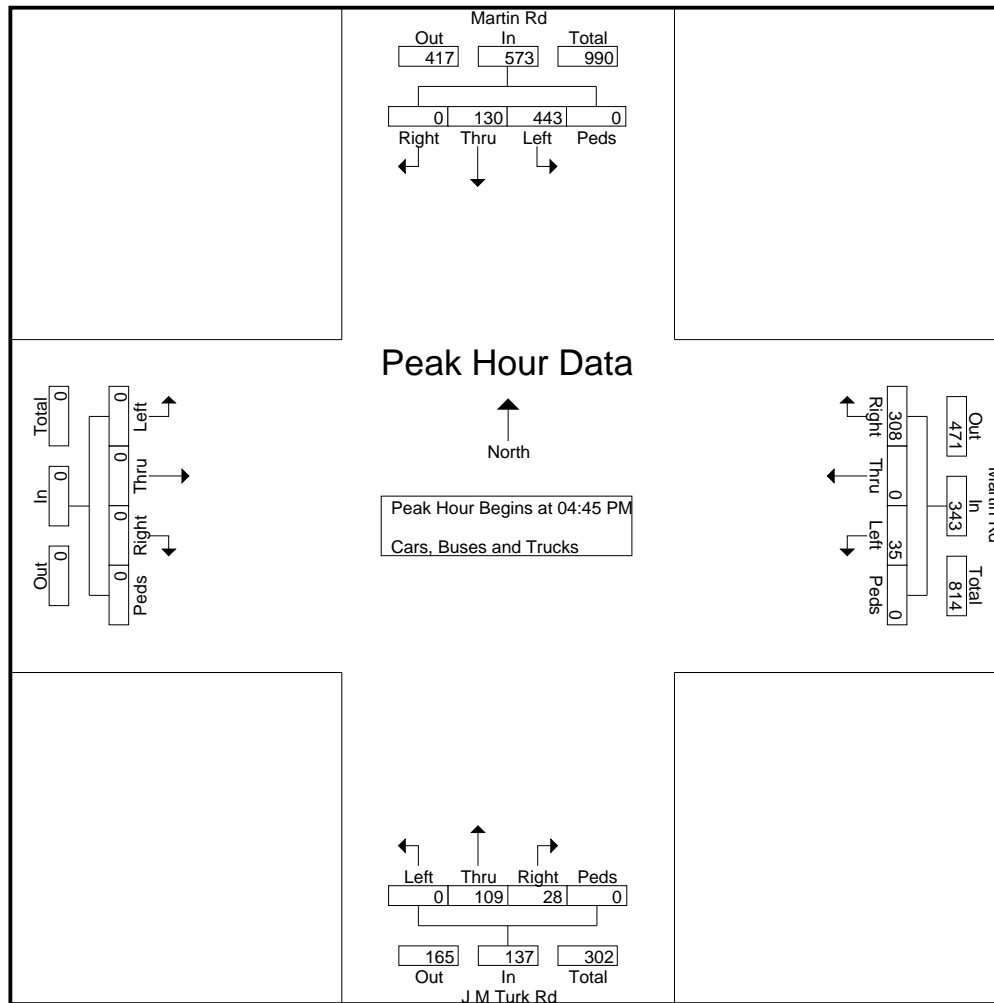 Martin Rd
Out In Total
417 573 990
0 130 443 0
Right Thru Left Peds
Peak Hour Data
North
Peak Hour Begins at 04:45 PM
Cars, Buses and Trucks
Total In Out
0 0 0
0 0 0 0
Left Thru Right Peds
Right Thru Left Peds
308 0 35 0
Out In Total
471 343 814
Martin Rd
Left Thru Right Peds
0 109 28 0
165 137 302
Out In Total
J M Turk Rd